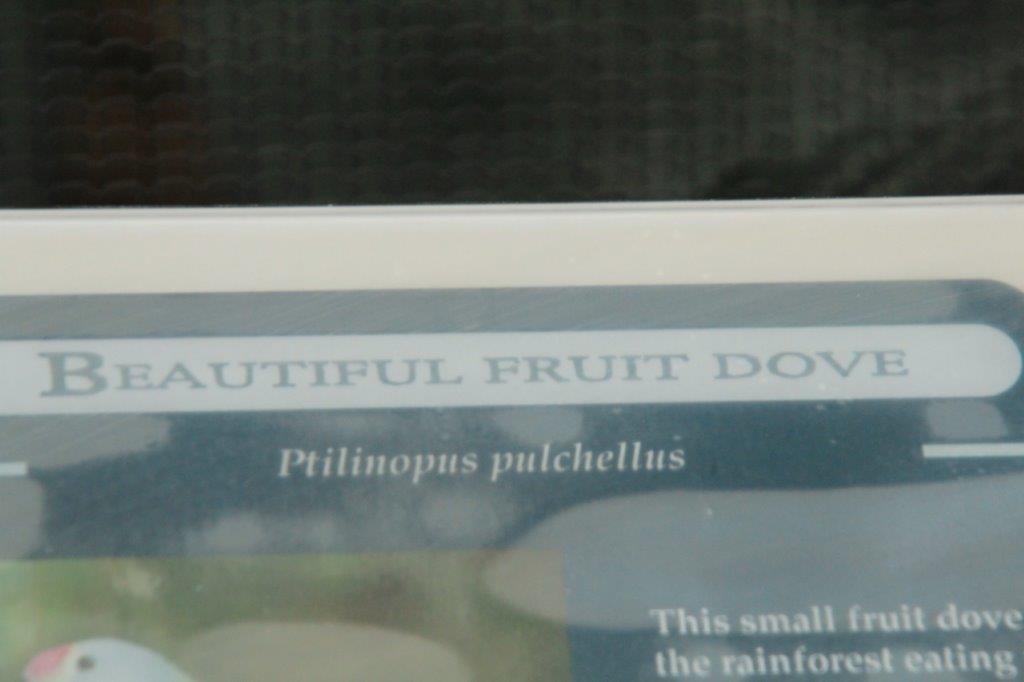 BEAUTIFUL FRUIT DOVE
Ptilinopus pulchellus
This small fruit dove
the rainforest eating